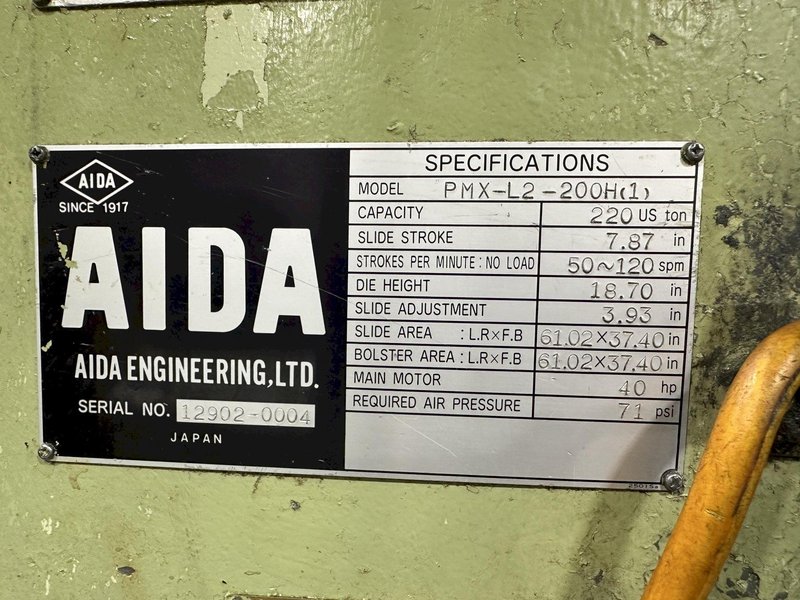 AIDA
SINCE 1917
AIDA
AIDA ENGINEERING, LTD.
SERIAL NO. 12902-0004
JAPAN
SPECIFICATIONS
MODEL PMX-L2-200H(1)
CAPACITY 220 US ton
SLIDE STROKE 7.87 in
STROKES PER MINUTE : NO LOAD 50~120 spm
DIE HEIGHT 18.70 in
SLIDE ADJUSTMENT 3.93 in
SLIDE AREA : L.R×F.B 61.02×37.40 in
BOLSTER AREA : L.R×F.B 61.02×37.40 in
MAIN MOTOR 40 hp
REQUIRED AIR PRESSURE 71 psi